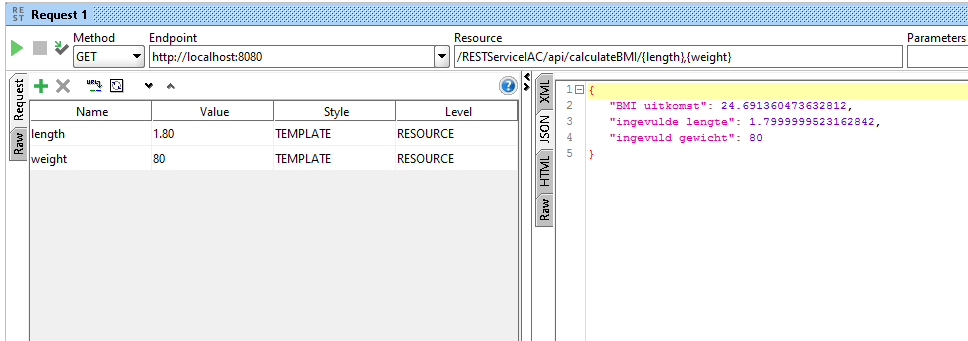 RE
ST
Request 1
Method
Endpoint
Resource
Parameters
GET
http://localhost:8080
/RESTServiceIAC/api/calculateBMI/{length},{weight}
Request
Raw
Name Value Style Level
length 1.80 TEMPLATE RESOURCE
weight 80 TEMPLATE RESOURCE
XML
JSON
HTML
Raw
1 {
2 "BMI uitkomst": 24.691360473632812,
3 "ingevulde lengte": 1.7999999523162842,
4 "ingevuld gewicht": 80
5 }